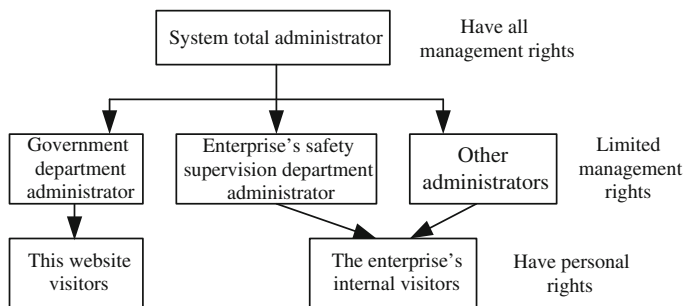 System total administrator
Have all
management rights
Government
department
administrator
Enterprise's safety
supervision department
administrator
Other
administrators
Limited
management
rights
This website
visitors
The enterprise's
internal visitors
Have personal
rights